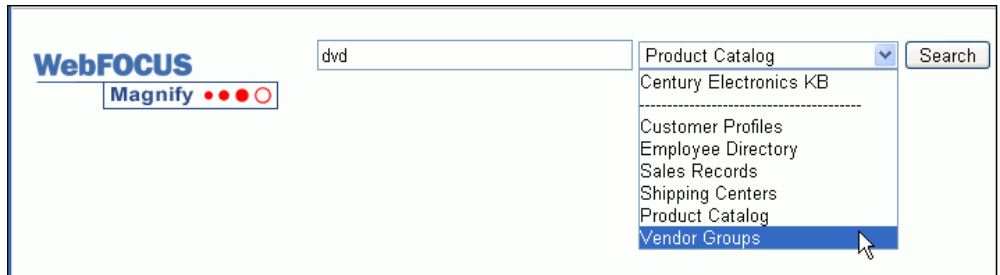 WebFOCUS
Magnify
dvd
Product Catalog
Search
Century Electronics KB
---------------------------------------
Customer Profiles
Employee Directory
Sales Records
Shipping Centers
Product Catalog
Vendor Groups